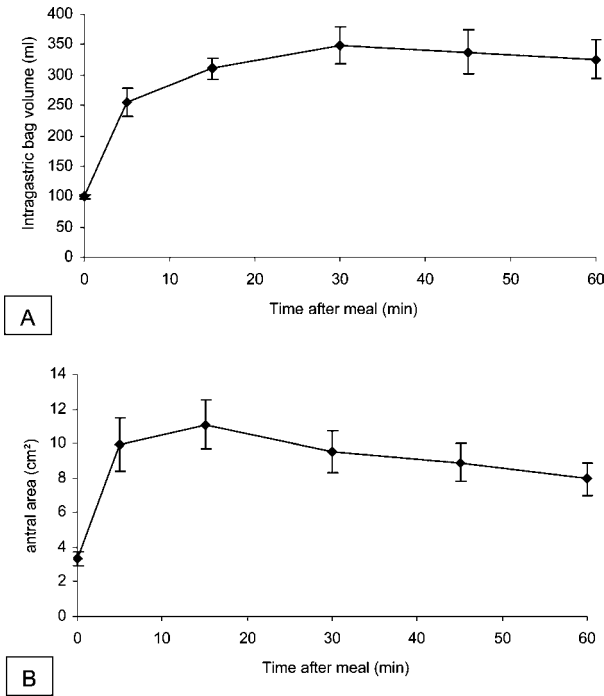 400
350
300
250
200
150
100
50
0
Intragastric bag volume (ml)
0 10 20 30 40 50 60
Time after meal (min)
A
14
12
10
8
6
4
2
0
antral area (cm²)
0 10 20 30 40 50 60
Time after meal (min)
B